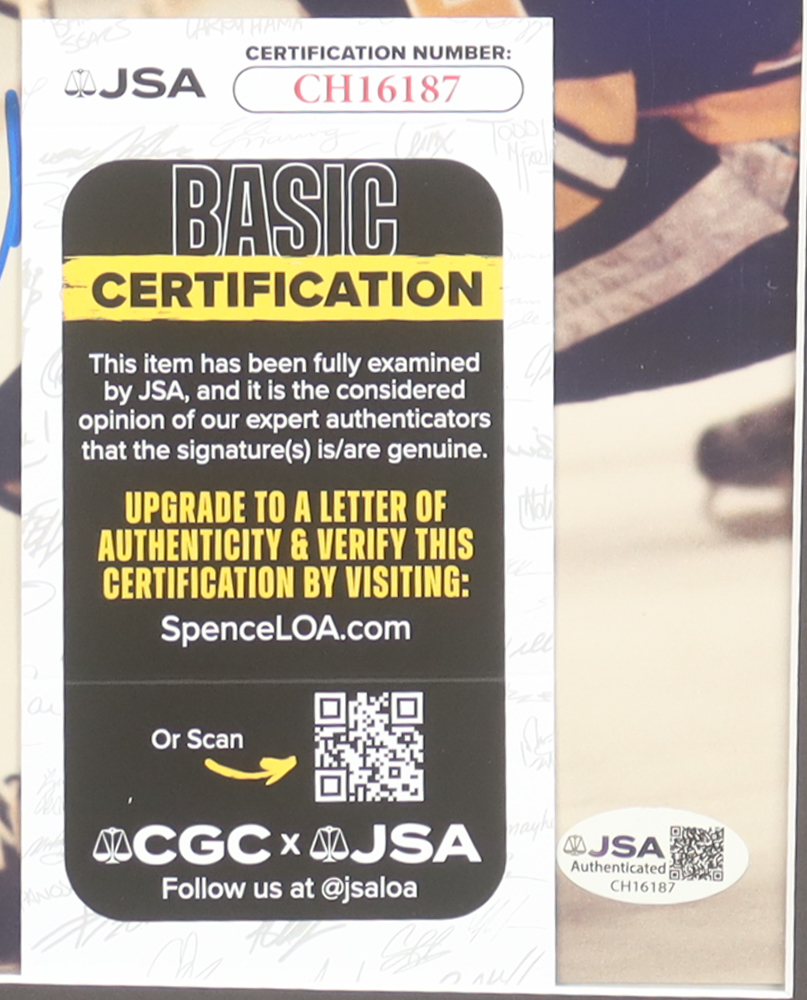 JSA
CERTIFICATION NUMBER:
CH16187
BASIC
CERTIFICATION
This item has been fully examined
by JSA, and it is the considered
opinion of our expert authenticators
that the signature(s) is/are genuine.
UPGRADE TO A LETTER OF
AUTHENTICITY & VERIFY THIS
CERTIFICATION BY VISITING:
SpenceLOA.com
Or Scan
CGC x JSA
Follow us at @jsaloa
JSA
Authenticated
CH16187